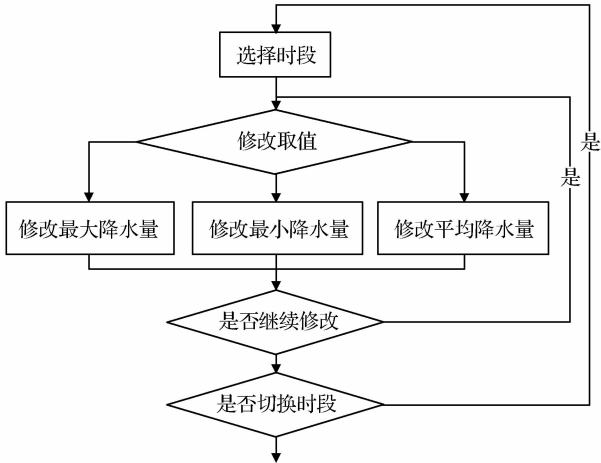 选择时段
修改取值
是
是
修改最大降水量
修改最小降水量
修改平均降水量
是否继续修改
是否切换时段